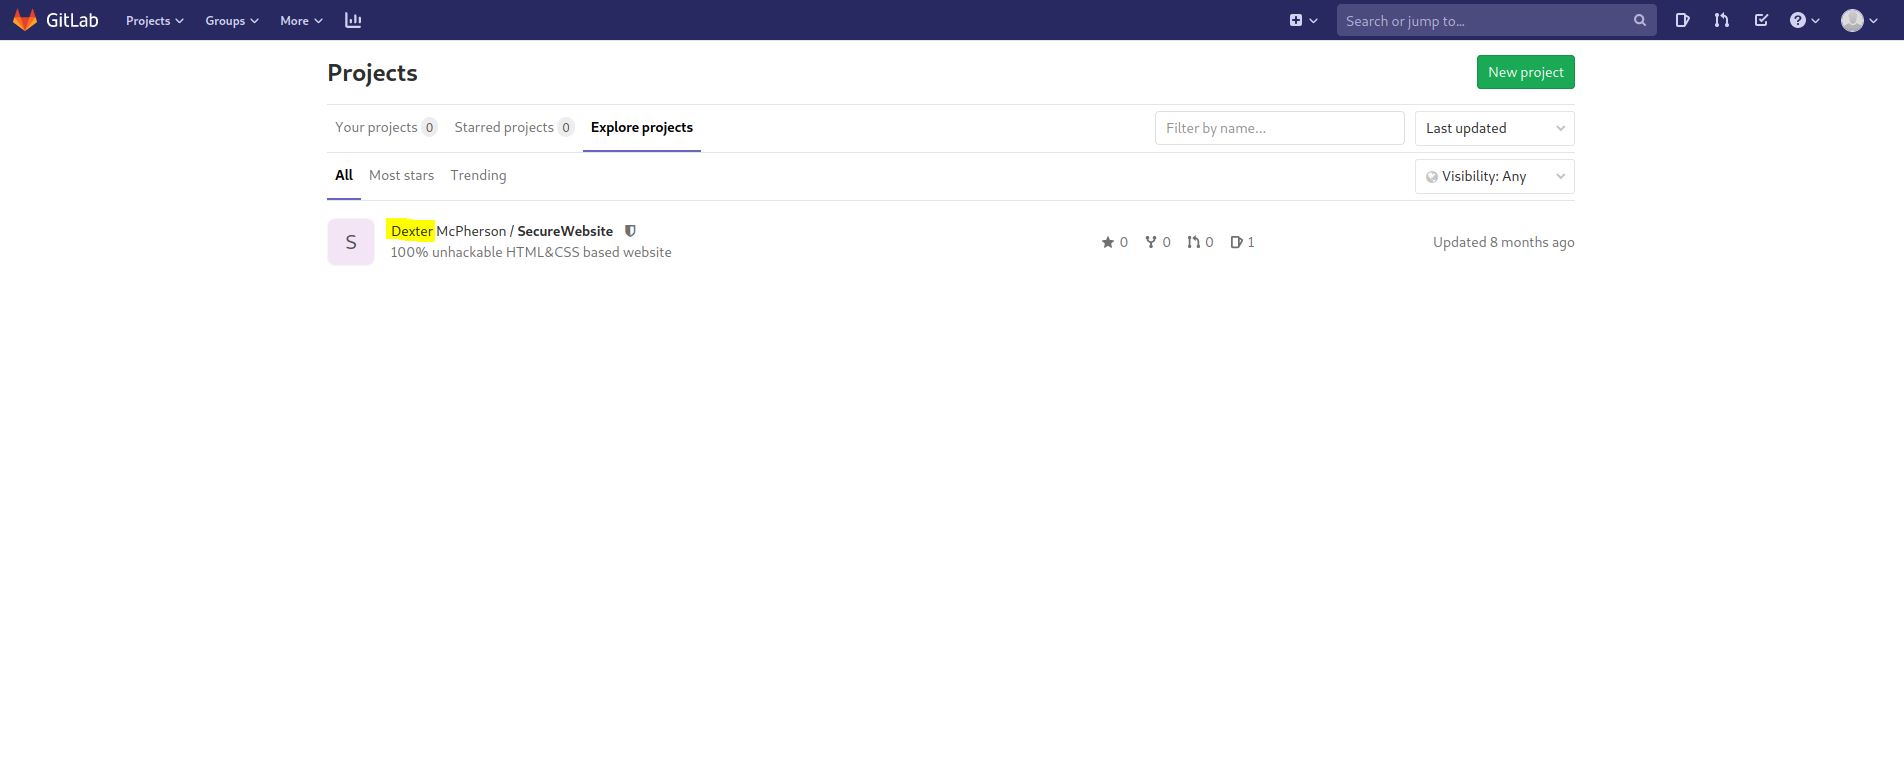 GitLab Projects Groups More Search or jump to...
Projects New project
Your projects 0 Starred projects 0 Explore projects Filter by name... Last updated
All Most stars Trending Visibility: Any
S Dexter McPherson / SecureWebsite 0 0 0 1 Updated 8 months ago
100% unhackable HTML&CSS based website